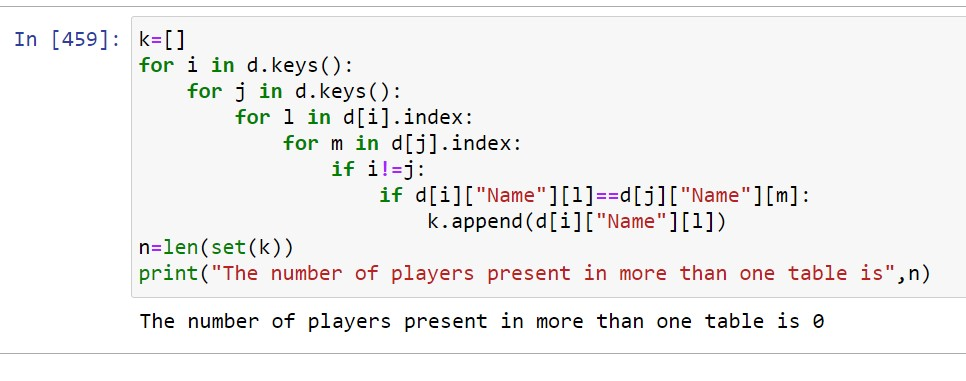 In [459]: k=[]
for i in d.keys():
    for j in d.keys():
        for l in d[i].index:
            for m in d[j].index:
                if i!=j:
                    if d[i]["Name"][l]==d[j]["Name"][m]:
                        k.append(d[i]["Name"][l])
n=len(set(k))
print("The number of players present in more than one table is",n)
The number of players present in more than one table is 0